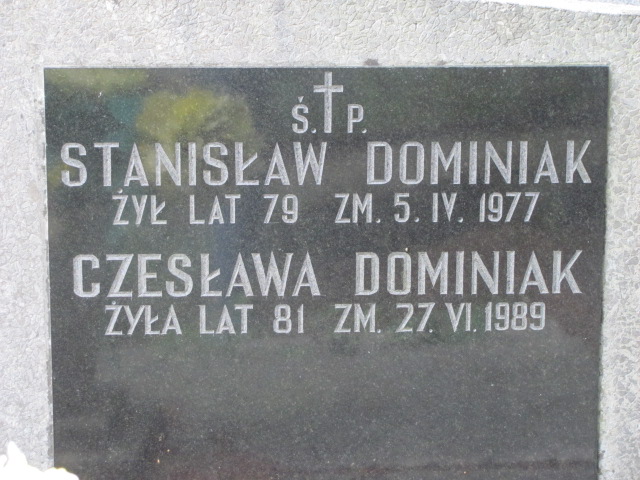 Ś. P.
STANISŁAW DOMINIAK
ŻYŁ LAT 79 ZM. 5. IV. 1977
CZESŁAWA DOMINIAK
ŻYŁA LAT 81 ZM. 27. VI. 1989